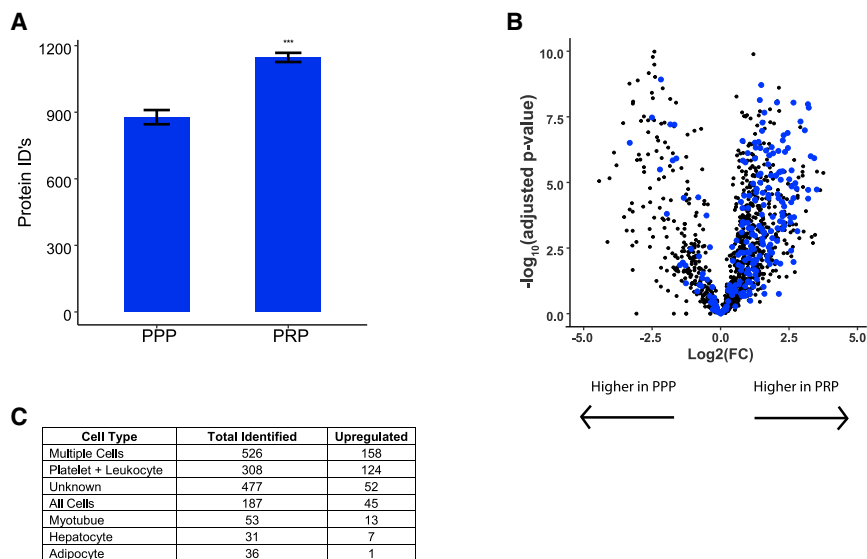 A
1200
900
600
300
0
Protein ID's
***
PPP
PRP
B
10.0
7.5
5.0
2.5
0.0
-log10(adjusted p-value)
-5.0 -2.5 0.0 2.5 5.0
Log2(FC)
Higher in PPP
Higher in PRP
C
Cell Type Total Identified Upregulated
Multiple Cells 526 158
Platelet + Leukocyte 308 124
Unknown 477 52
All Cells 187 45
Myotubue 53 13
Hepatocyte 31 7
Adipocyte 36 1